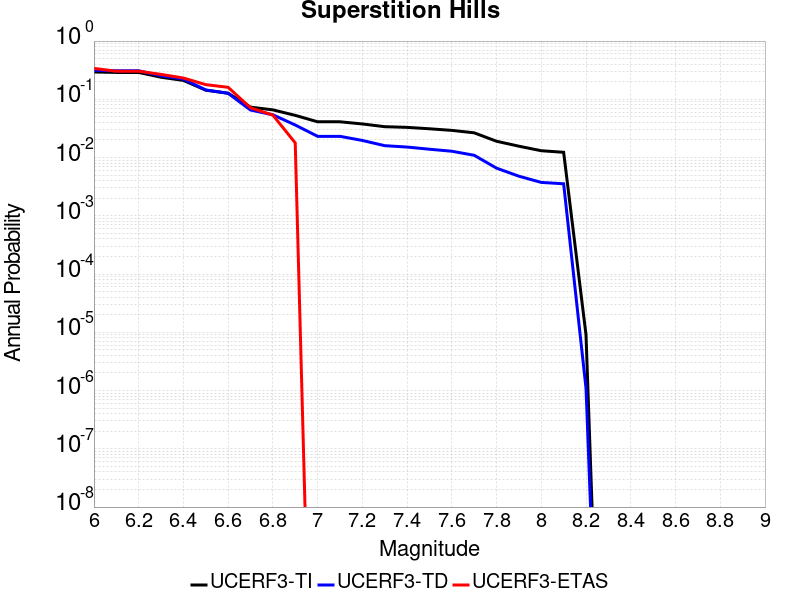 Superstition Hills
10^0
10^-1
10^-2
10^-3
10^-4
10^-5
10^-6
10^-7
10^-8
Annual Probability
6 6.2 6.4 6.6 6.8 7 7.2 7.4 7.6 7.8 8 8.2 8.4 8.6 8.8 9
Magnitude
UCERF3-TI UCERF3-TD UCERF3-ETAS